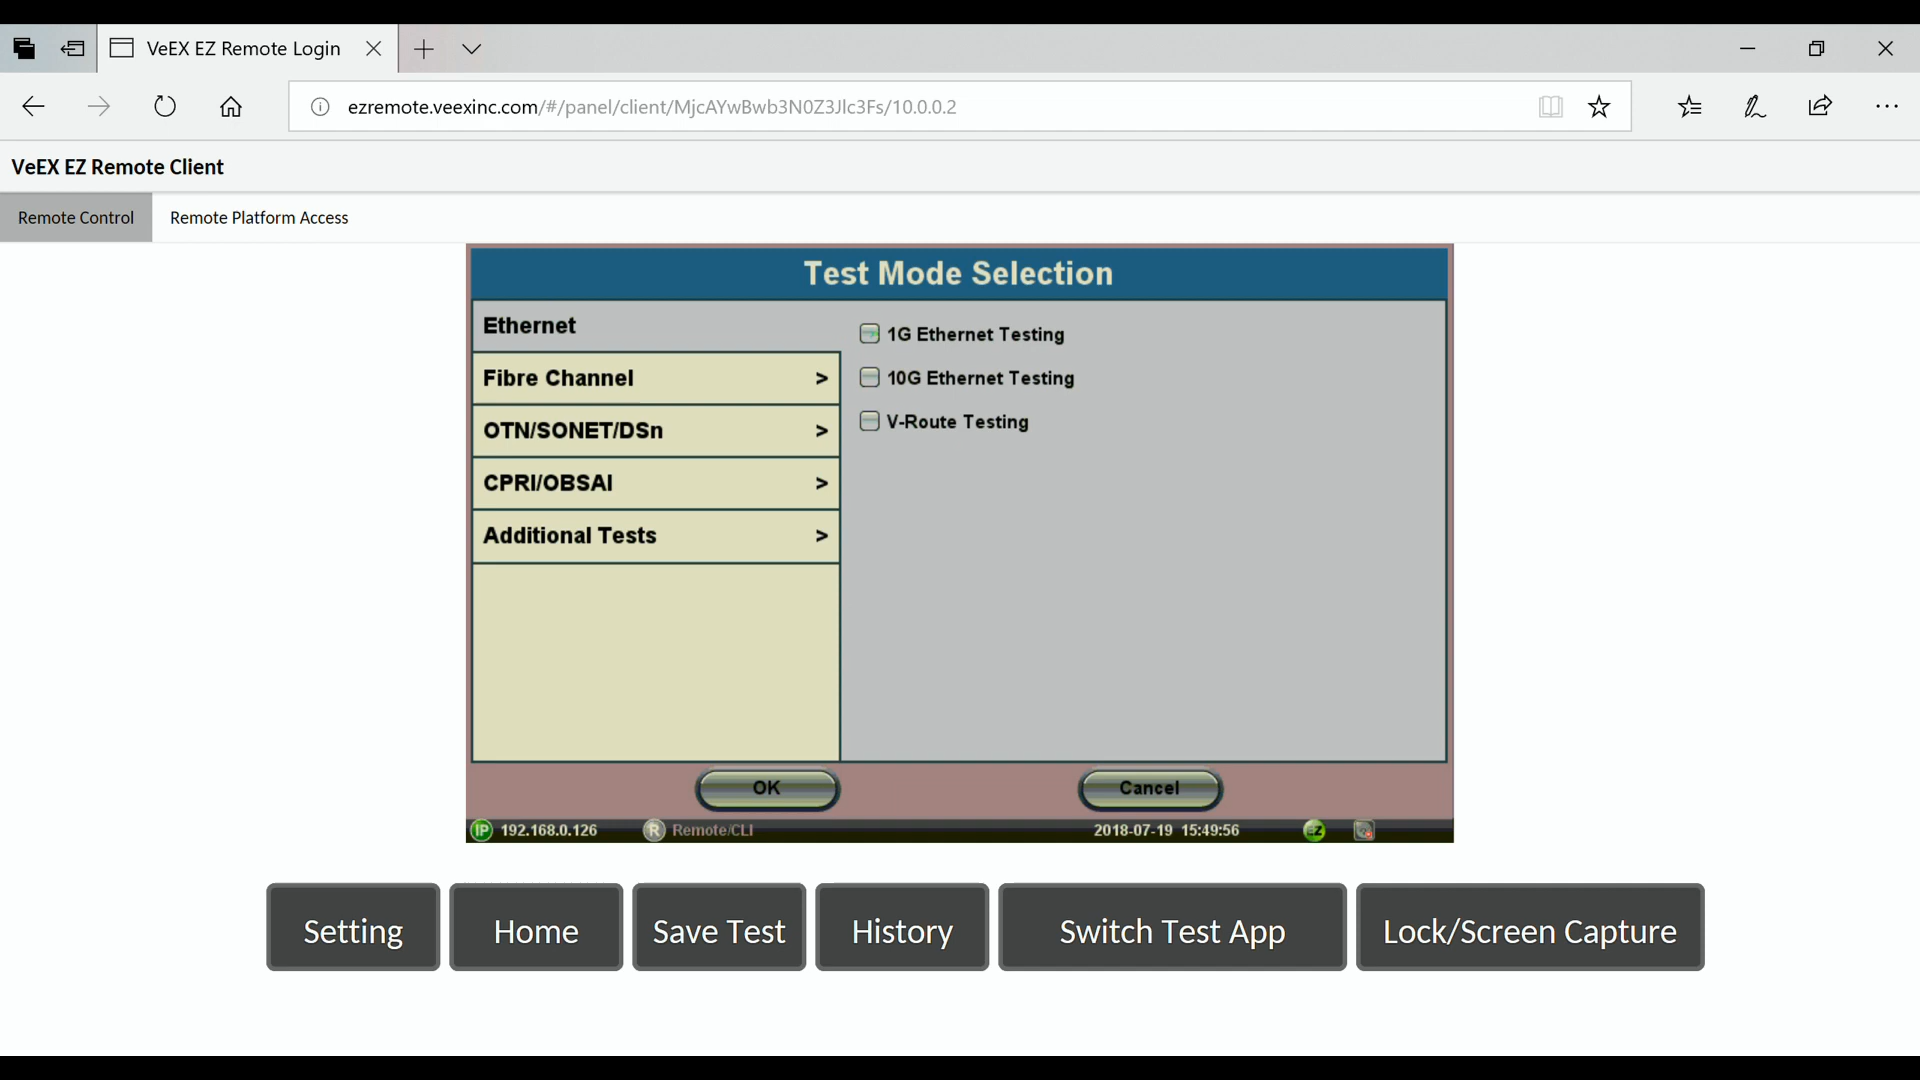 VeEX EZ Remote Login
ezremote.veexinc.com/#/panel/client/MjcAYwBwb3N0Z3Jlc3Fs/10.0.0.2
VeEX EZ Remote Client
Remote Control
Remote Platform Access
Test Mode Selection
Ethernet
Fibre Channel >
OTN/SONET/DSn >
CPRI/OBSAI >
Additional Tests >
1G Ethernet Testing
10G Ethernet Testing
V-Route Testing
OK
Cancel
IP 192.168.0.126
R Remote/CLI
2018-07-19 15:49:56
EZ
Setting
Home
Save Test
History
Switch Test App
Lock/Screen Capture